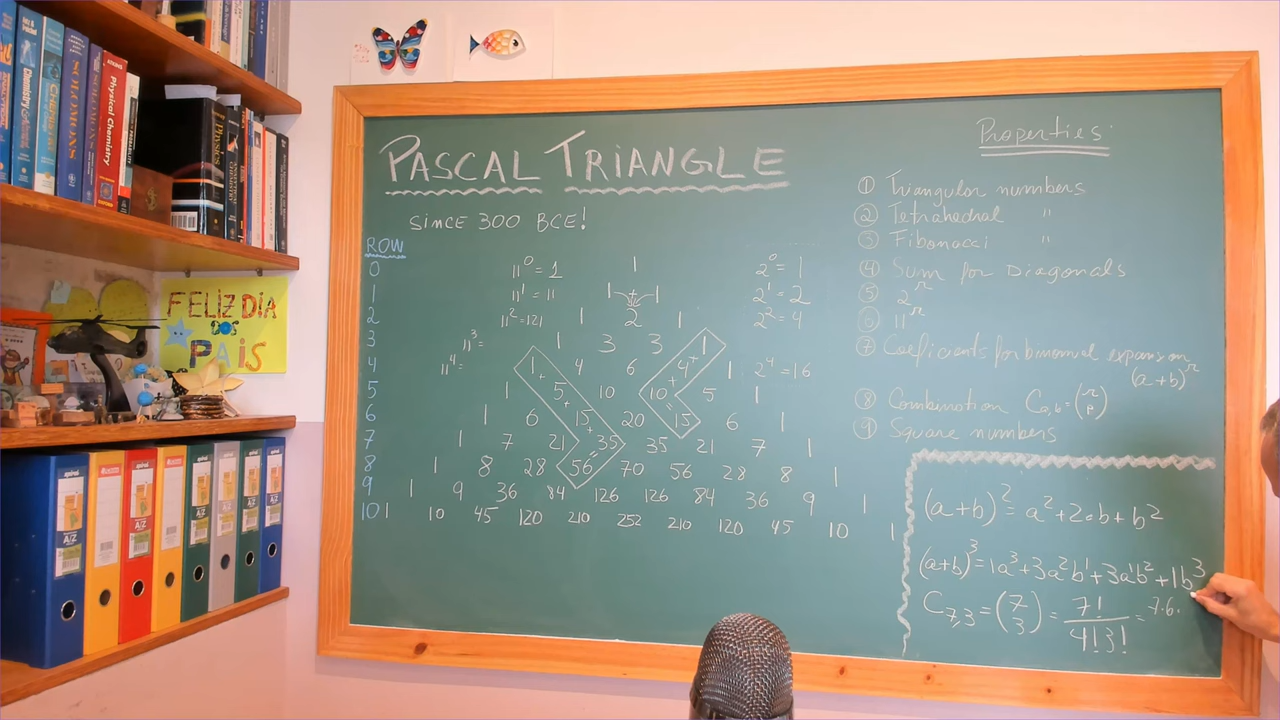 PASCAL TRIANGLE
since 300 BCE!
ROW
0 11^0 = 1 1 2^0 = 1
1 11^1 = 11 1 1 2^1 = 2
2 11^2 = 121 1 2 1 2^2 = 4
3 11^3 = 1 3 3 1
4 11^4 = 1 + 4 6 4 + 1 2^4 = 16
5 1 5 + 10 10 + 5 1
6 1 6 15 + 20 = 15 6 1
7 1 7 21 35 = 35 21 7 1
8 1 8 28 56 70 56 28 8 1
9 1 9 36 84 126 126 84 36 9 1
10 1 10 45 120 210 252 210 120 45 10 1
Properties:
① Triangular numbers
② Tetrahedral "
③ Fibonacci "
④ Sum for Diagonals
⑤ 2^n
⑥ 11^n
⑦ Coeficients for binomial expansion
(a+b)^n
⑧ Combination
⑨ Square numbers
(a+b)^2 = a^2+2ab+b^2
(a+b)^3=1a^3+3a^2b^1+3a^1b^2+1b^3
C7,3 = (7 3) = 7! / 4!3! = 7·6·
FELIZ DIA
DOS
PAIS
SOLOMONS
Physical Chemistry
Physics